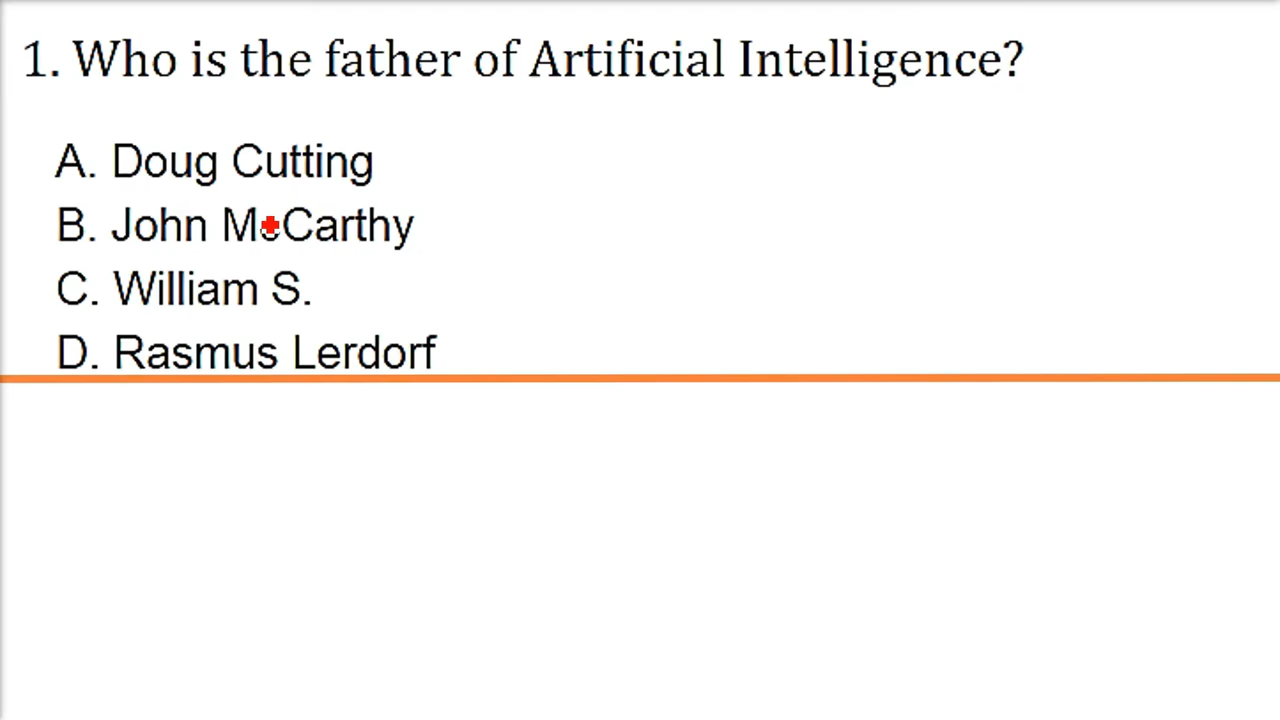 1. Who is the father of Artificial Intelligence?
A. Doug Cutting
B. John McCarthy
C. William S.
D. Rasmus Lerdorf